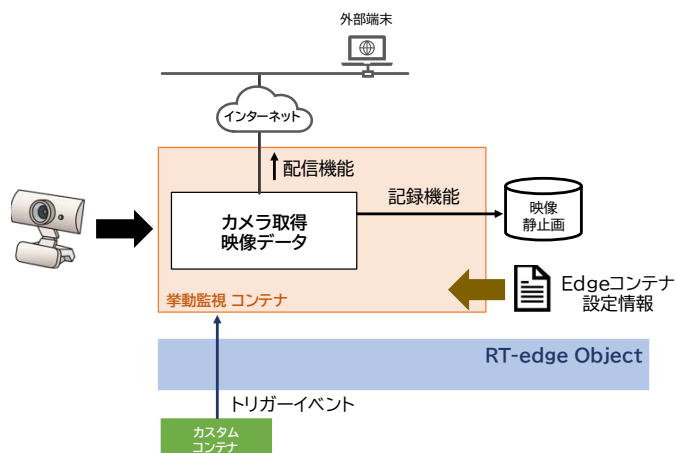 外部端末
インターネット
配信機能
記録機能
カメラ取得
映像データ
映像
静止画
Edgeコンテナ
設定情報
挙動監視 コンテナ
RT-edge Object
トリガーイベント
カスタム
コンテナ